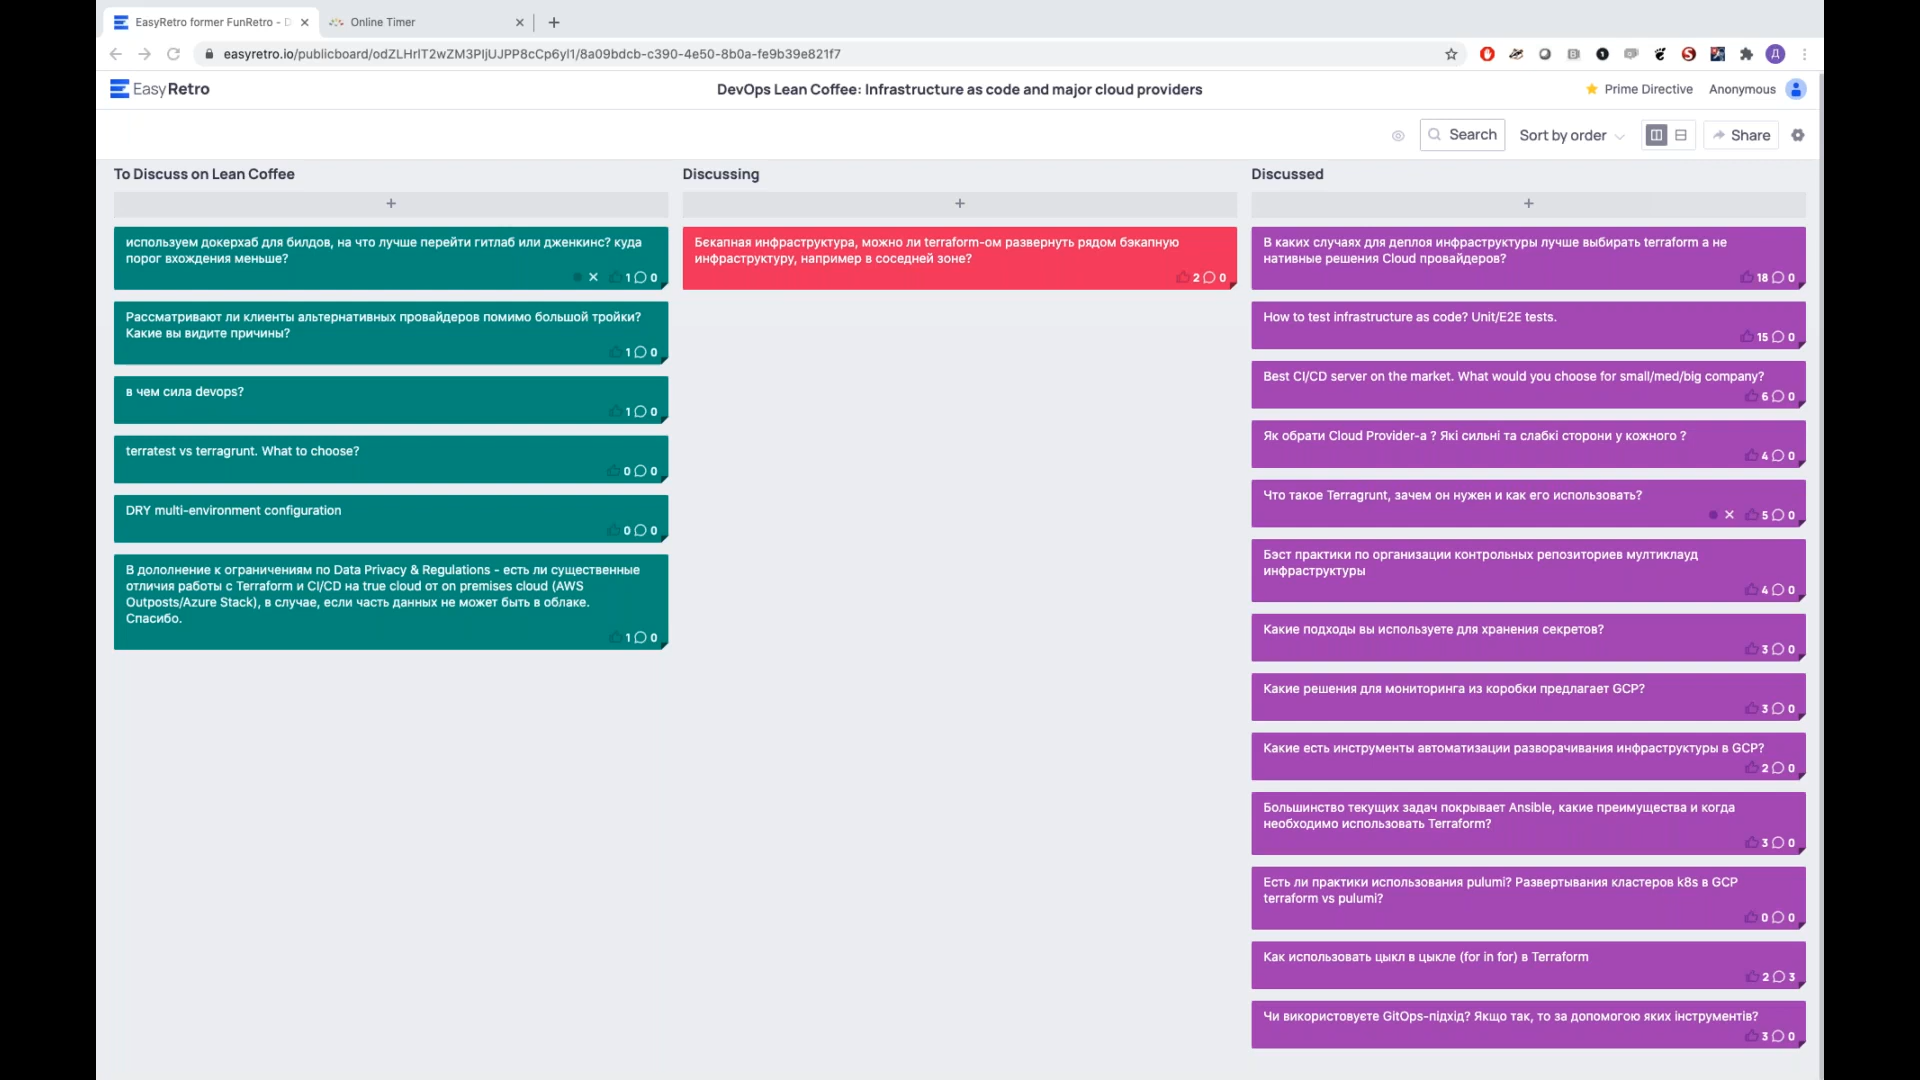 EasyRetro former FunRetro - D
Online Timer
easyretro.io/publicboard/odZLHrlT2wZM3PljUJPP8cCp6yl1/8a09bdcb-c390-4e50-8b0a-fe9b39e821f7
EasyRetro
DevOps Lean Coffee: Infrastructure as code and major cloud providers
Prime Directive
Anonymous
Search
Sort by order
Share
To Discuss on Lean Coffee
+
используем докерхаб для билдов, на что лучше перейти гитлаб или дженкинс? куда
порог вхождения меньше?
1 0
Рассматривают ли клиенты альтернативных провайдеров помимо большой тройки?
Какие вы видите причины?
1 0
в чем сила devops?
1 0
terratest vs terragrunt. What to choose?
0 0
DRY multi-environment configuration
0 0
В дололнение к ограничениям по Data Privacy & Regulations - есть ли существенные
отличия работы с Terraform и CI/CD на true cloud от on premises cloud (AWS
Outposts/Azure Stack), в случае, если часть данных не может быть в облаке.
Спасибо.
1 0
Discussing
+
Бєкапная инфраструктура, можно ли terraform-ом развернуть рядом бэкапную
инфраструктуру, например в соседней зоне?
2 0
Discussed
+
В каких случаях для деплоя инфраструктуры лучше выбирать terraform а не
нативные решения Cloud провайдеров?
18 0
How to test infrastructure as code? Unit/E2E tests.
15 0
Best CI/CD server on the market. What would you choose for small/med/big company?
6 0
Як обрати Cloud Provider-а ? Які сильні та слабкі сторони у кожного ?
4 0
Что такое Terragrunt, зачем он нужен и как его использовать?
5 0
Бэст практики по организации контрольных репозиториев мултиклауд
инфраструктуры
4 0
Какие подходы вы используете для хранения секретов?
3 0
Какие решения для мониторинга из коробки предлагает GCP?
3 0
Какие есть инструменты автоматизации разворачивания инфраструктуры в GCP?
2 0
Большинство текущих задач покрывает Ansible, какие преимущества и когда
необходимо использовать Terraform?
3 0
Есть ли практики использования pulumi? Развертывания кластеров k8s в GCP
terraform vs pulumi?
0 0
Как использовать цыкл в цыкле (for in for) в Terraform
2 3
Чи використовуєте GitOps-підхід? Якщо так, то за допомогою яких інструментів?
3 0